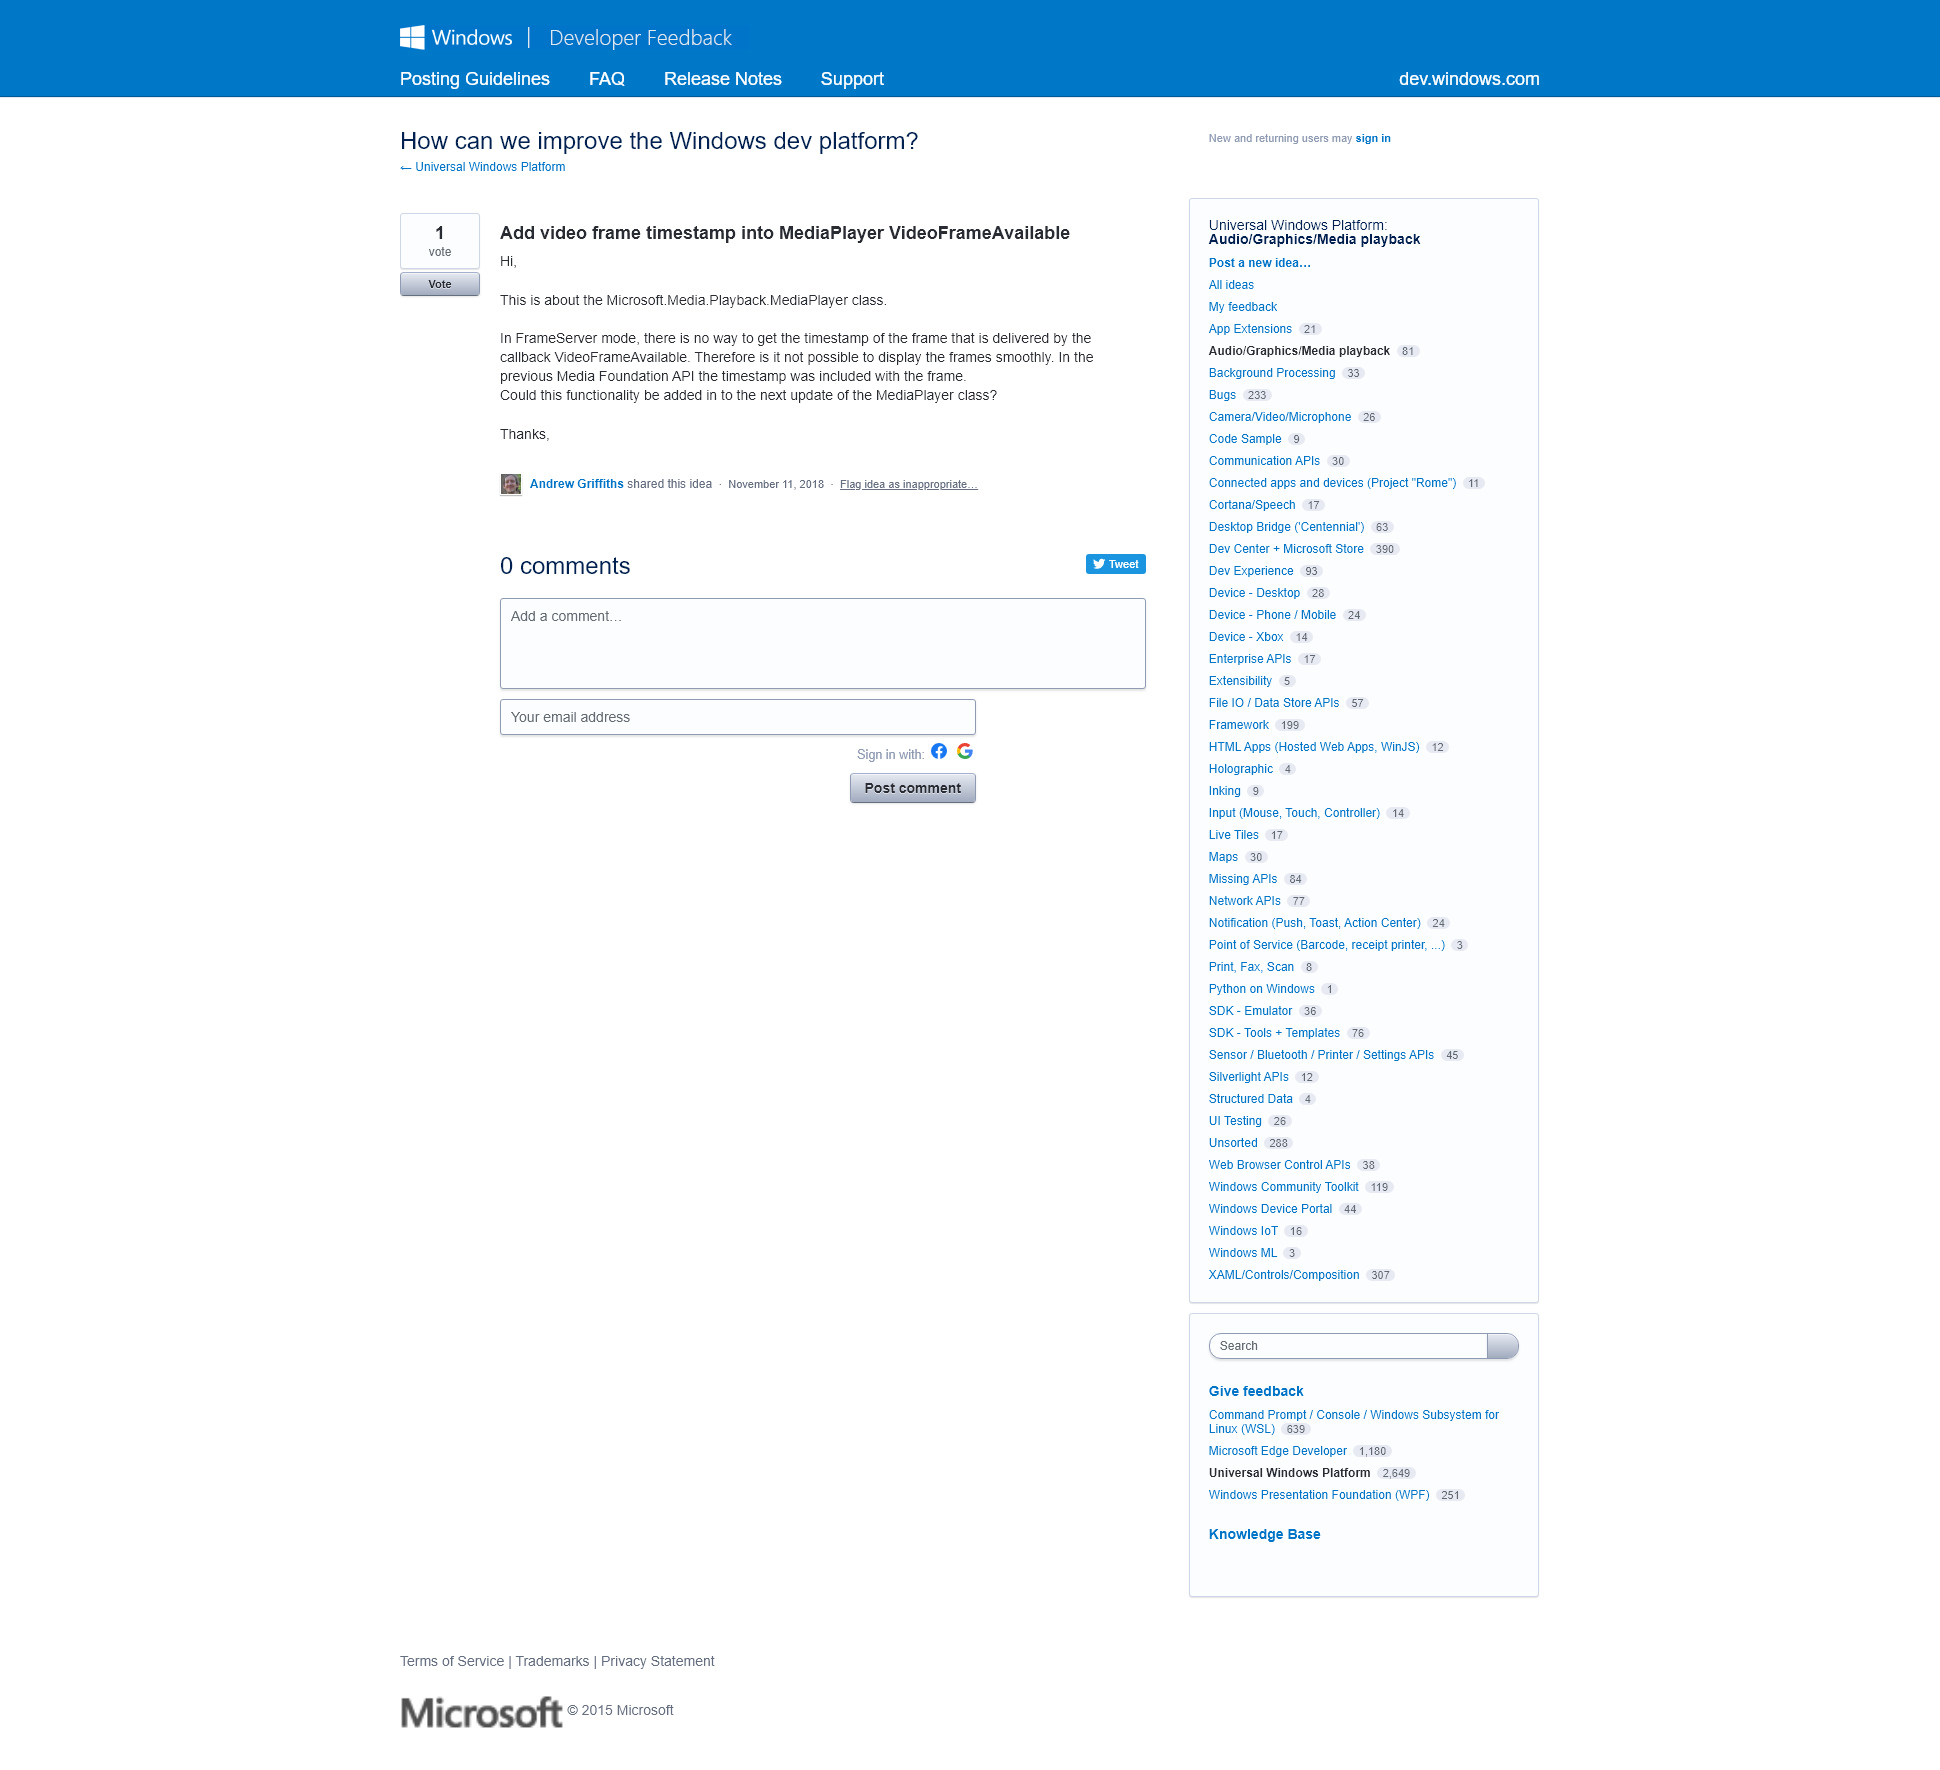 Windows | Developer Feedback
Posting Guidelines FAQ Release Notes Support dev.windows.com
How can we improve the Windows dev platform?
← Universal Windows Platform
New and returning users may sign in
1
vote
Vote
Add video frame timestamp into MediaPlayer VideoFrameAvailable
Hi,
This is about the Microsoft.Media.Playback.MediaPlayer class.
In FrameServer mode, there is no way to get the timestamp of the frame that is delivered by the
callback VideoFrameAvailable. Therefore is it not possible to display the frames smoothly. In the
previous Media Foundation API the timestamp was included with the frame.
Could this functionality be added in to the next update of the MediaPlayer class?
Thanks,
Andrew Griffiths shared this idea · November 11, 2018 · Flag idea as inappropriate…
0 comments
Tweet
Add a comment…
Your email address
Sign in with:
Post comment
Universal Windows Platform:
Audio/Graphics/Media playback
Post a new idea…
All ideas
My feedback
App Extensions 21
Audio/Graphics/Media playback 81
Background Processing 33
Bugs 233
Camera/Video/Microphone 26
Code Sample 9
Communication APIs 30
Connected apps and devices (Project "Rome") 11
Cortana/Speech 17
Desktop Bridge ('Centennial') 63
Dev Center + Microsoft Store 390
Dev Experience 93
Device - Desktop 28
Device - Phone / Mobile 24
Device - Xbox 14
Enterprise APIs 17
Extensibility 5
File IO / Data Store APIs 57
Framework 199
HTML Apps (Hosted Web Apps, WinJS) 12
Holographic 4
Inking 9
Input (Mouse, Touch, Controller) 14
Live Tiles 17
Maps 30
Missing APIs 84
Network APIs 77
Notification (Push, Toast, Action Center) 24
Point of Service (Barcode, receipt printer, ...) 3
Print, Fax, Scan 8
Python on Windows 1
SDK - Emulator 36
SDK - Tools + Templates 76
Sensor / Bluetooth / Printer / Settings APIs 45
Silverlight APIs 12
Structured Data 4
UI Testing 26
Unsorted 288
Web Browser Control APIs 38
Windows Community Toolkit 119
Windows Device Portal 44
Windows IoT 16
Windows ML 3
XAML/Controls/Composition 307
Search
Give feedback
Command Prompt / Console / Windows Subsystem for
Linux (WSL) 639
Microsoft Edge Developer 1,180
Universal Windows Platform 2,649
Windows Presentation Foundation (WPF) 251
Knowledge Base
Terms of Service | Trademarks | Privacy Statement
Microsoft © 2015 Microsoft